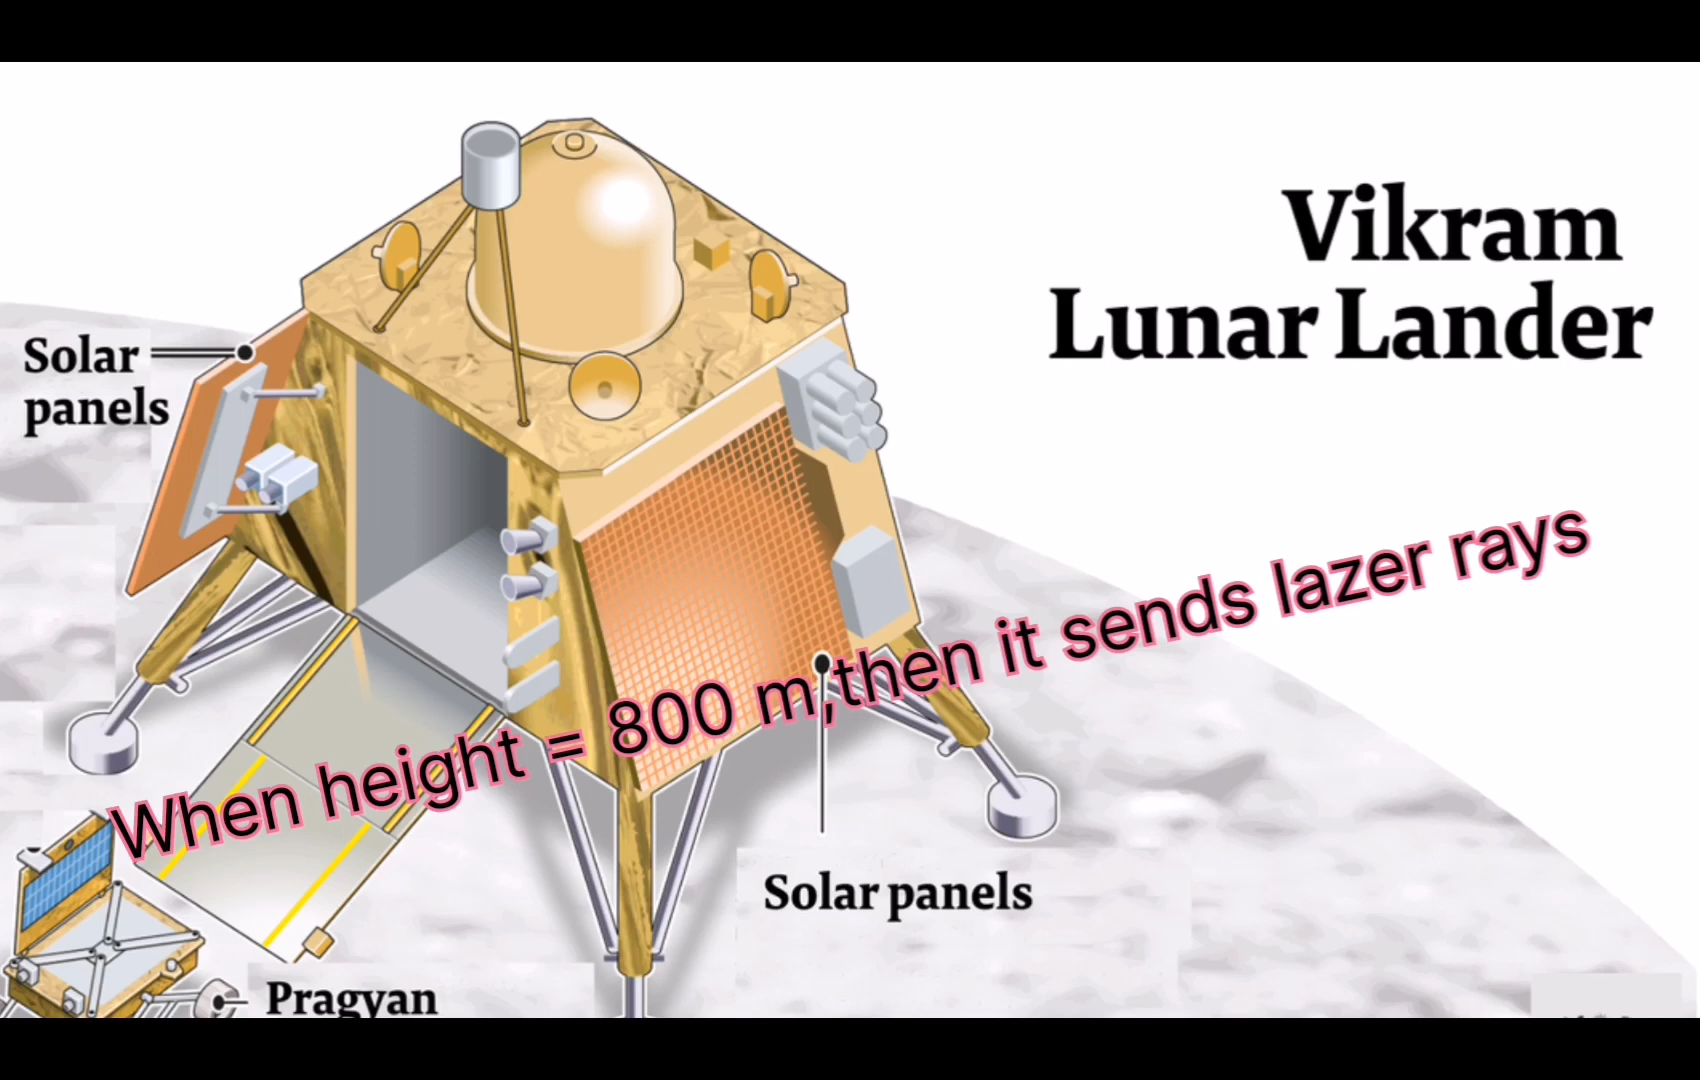 Vikram
Lunar Lander
Solar
panels
When height = 800 m,then it sends lazer rays
Solar panels
Pragyan